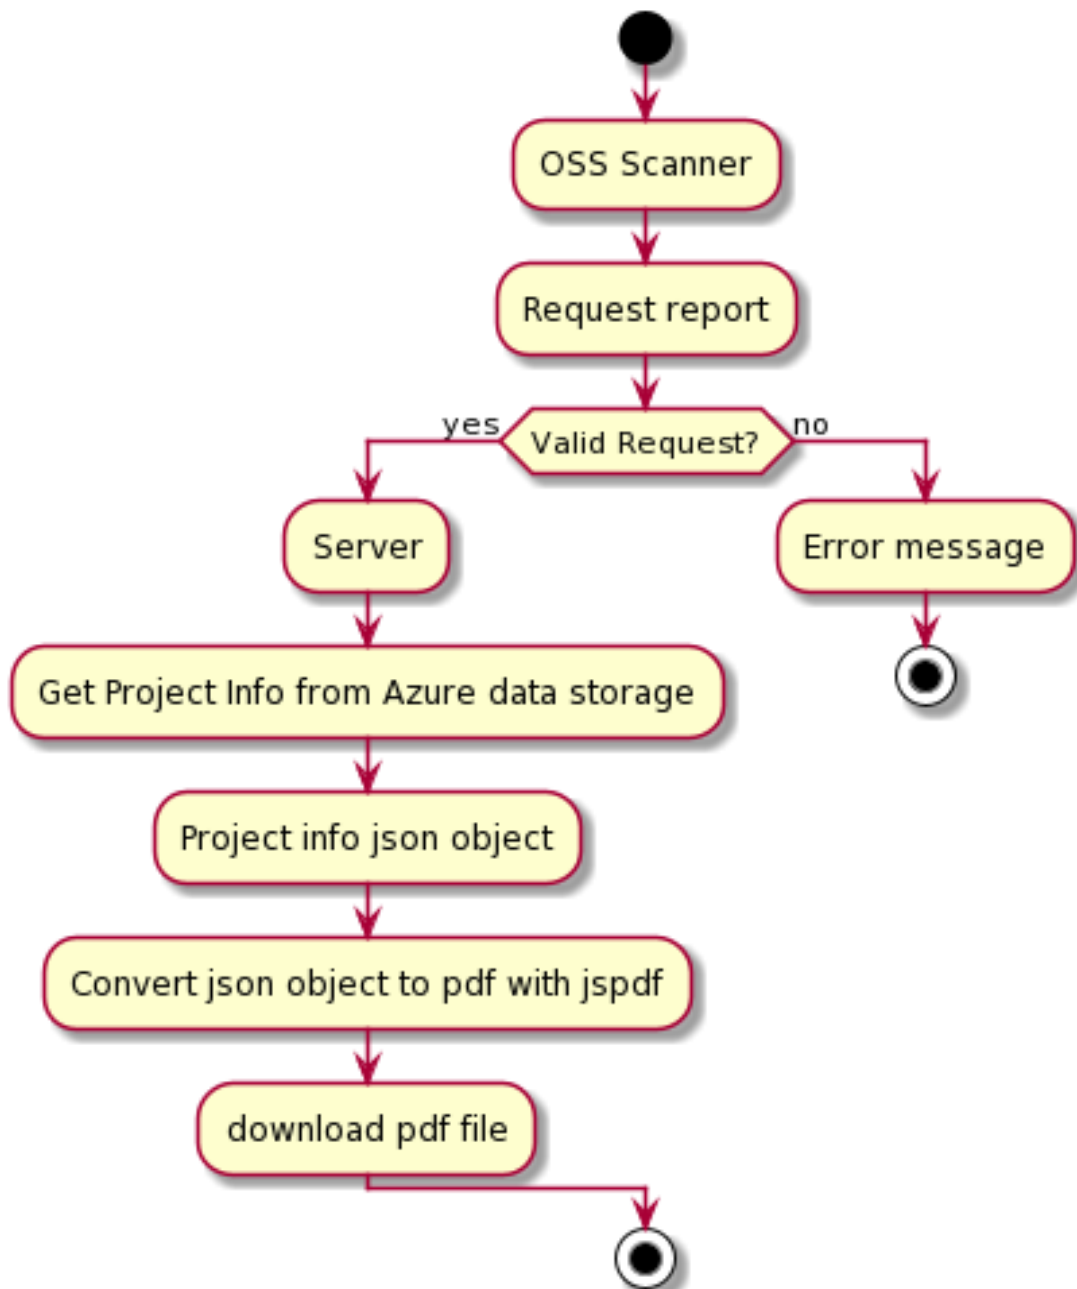 OSS Scanner
Request report
yes
Valid Request?
no
Server
Error message
Get Project Info from Azure data storage
Project info json object
Convert json object to pdf with jspdf
download pdf file